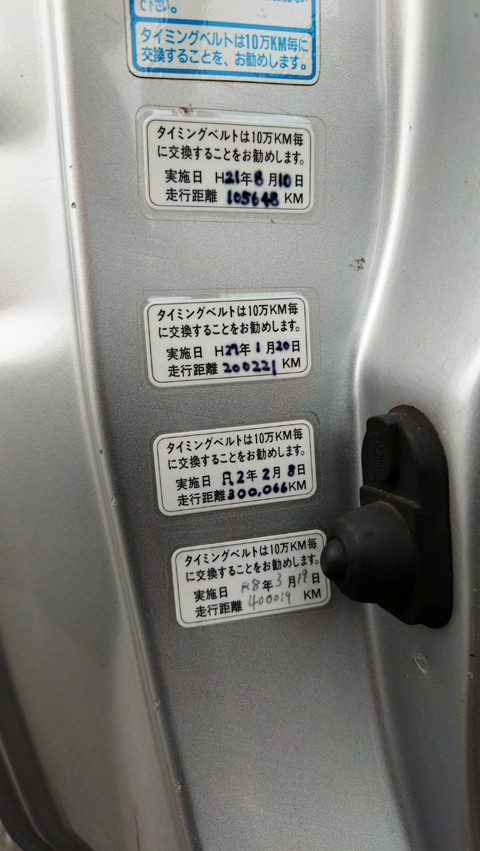 下さい。
タイミングベルトは10万KM毎に
交換することを、お勧めします。
タイミングベルトは10万KM毎
に交換することをお勧めします。
実施日 H21年8月10日
走行距離 105648 KM
タイミングベルトは10万KM毎
に交換することをお勧めします。
実施日 H29年1月20日
走行距離 200221 KM
タイミングベルトは10万KM毎
に交換することをお勧めします。
実施日 R2年2月8日
走行距離 300,066KM
タイミングベルトは10万KM毎
に交換することをお勧めします。
実施日 R8年3月19日
走行距離 400019 KM